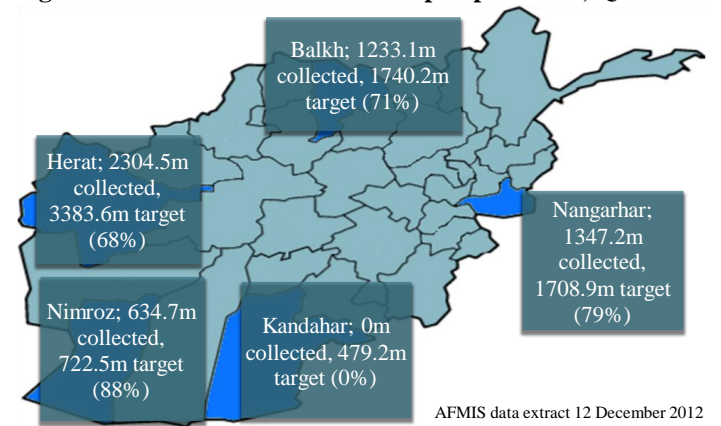 Balkh; 1233.1m
collected, 1740.2m
target (71%)
Herat; 2304.5m
collected,
3383.6m target
(68%)
Nangarhar;
1347.2m
collected,
1708.9m target
(79%)
Nimroz; 634.7m
collected,
722.5m target
(88%)
Kandahar; 0m
collected, 479.2m
target (0%)
AFMIS data extract 12 December 2012